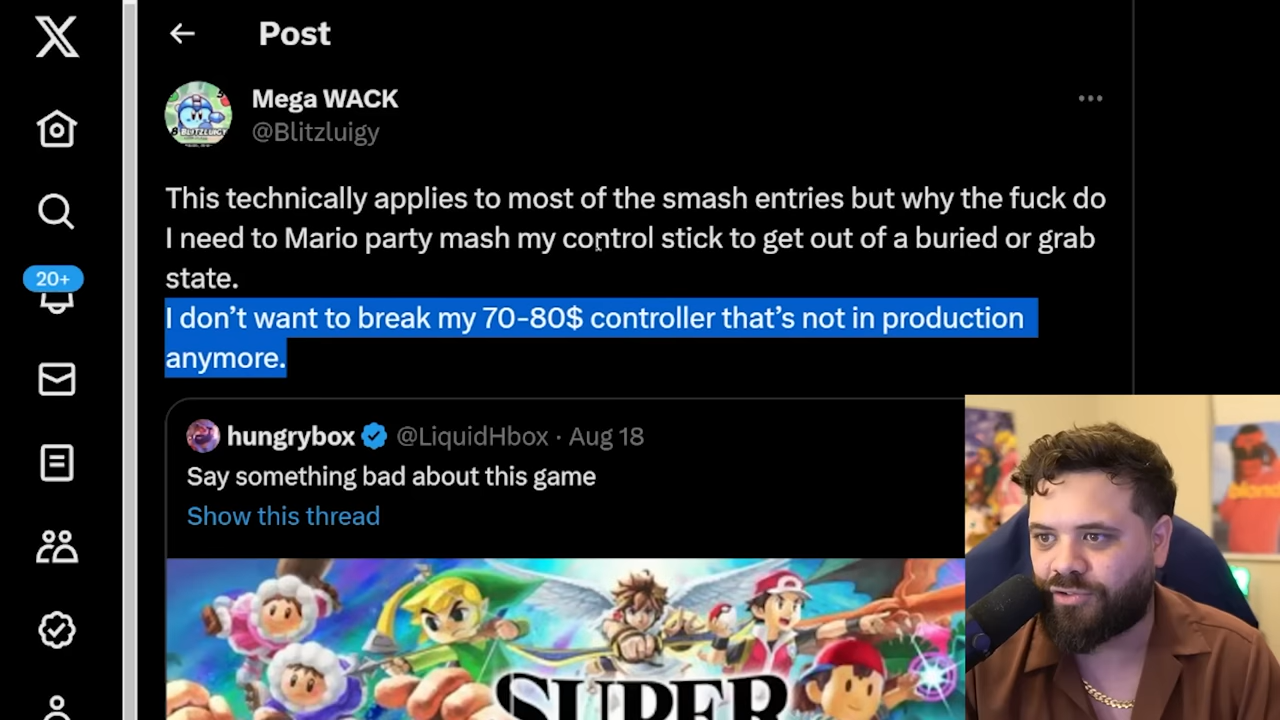 Post
Mega WACK
@Blitzluigy
This technically applies to most of the smash entries but why the fuck do
I need to Mario party mash my control stick to get out of a buried or grab
state.
I don't want to break my 70-80$ controller that's not in production
anymore.
20+
hungrybox @LiquidHbox · Aug 18
Say something bad about this game
Show this thread
SUPER